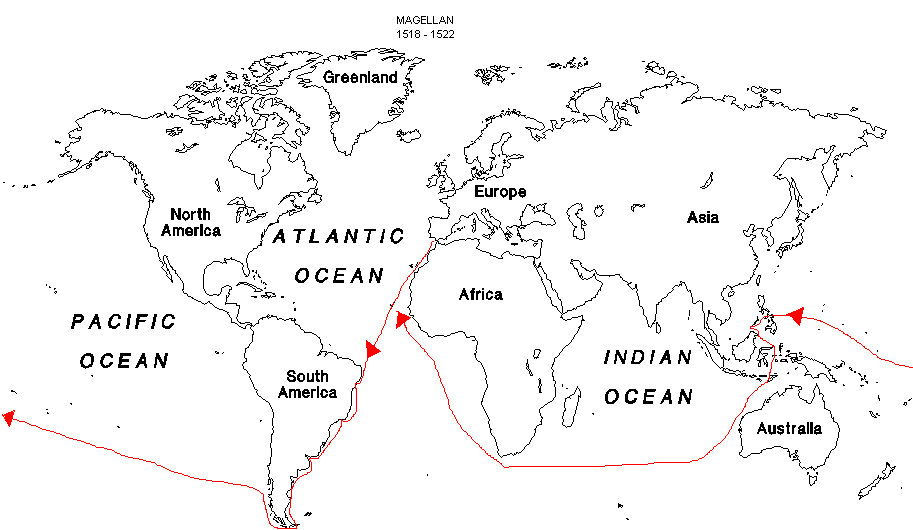 MAGELLAN
1518 - 1522
Greenland
Europe
North
America
Asia
ATLANTIC
OCEAN
Africa
PACIFIC
OCEAN
INDIAN
OCEAN
South
America
Australia